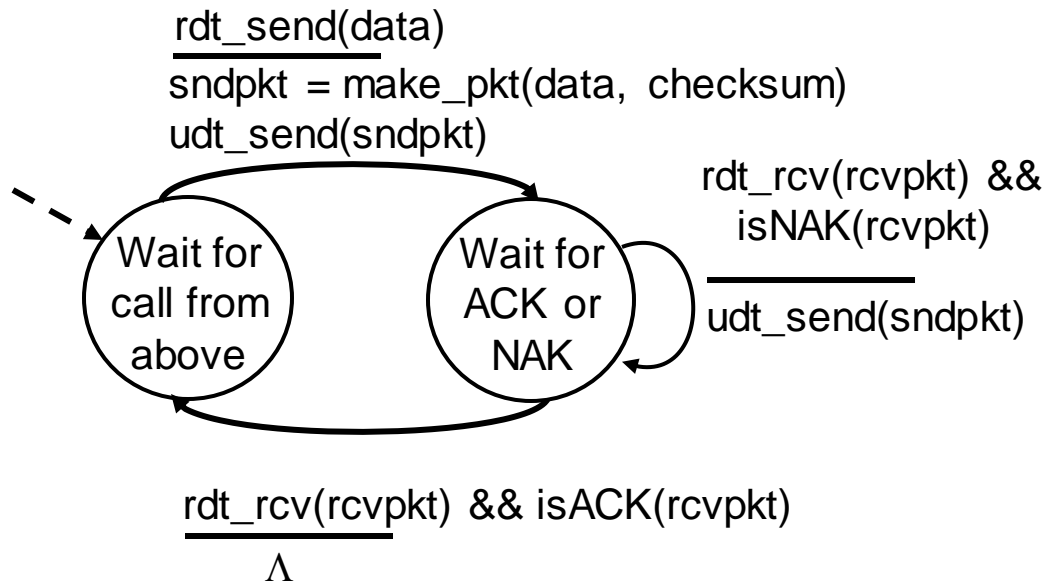 rdt_send(data)
sndpkt = make_pkt(data, checksum)
udt_send(sndpkt)
rdt_rcv(rcvpkt) &&
isNAK(rcvpkt)
udt_send(sndpkt)
Wait for
call from
above
Wait for
ACK or
NAK
rdt_rcv(rcvpkt) && isACK(rcvpkt)
Λ